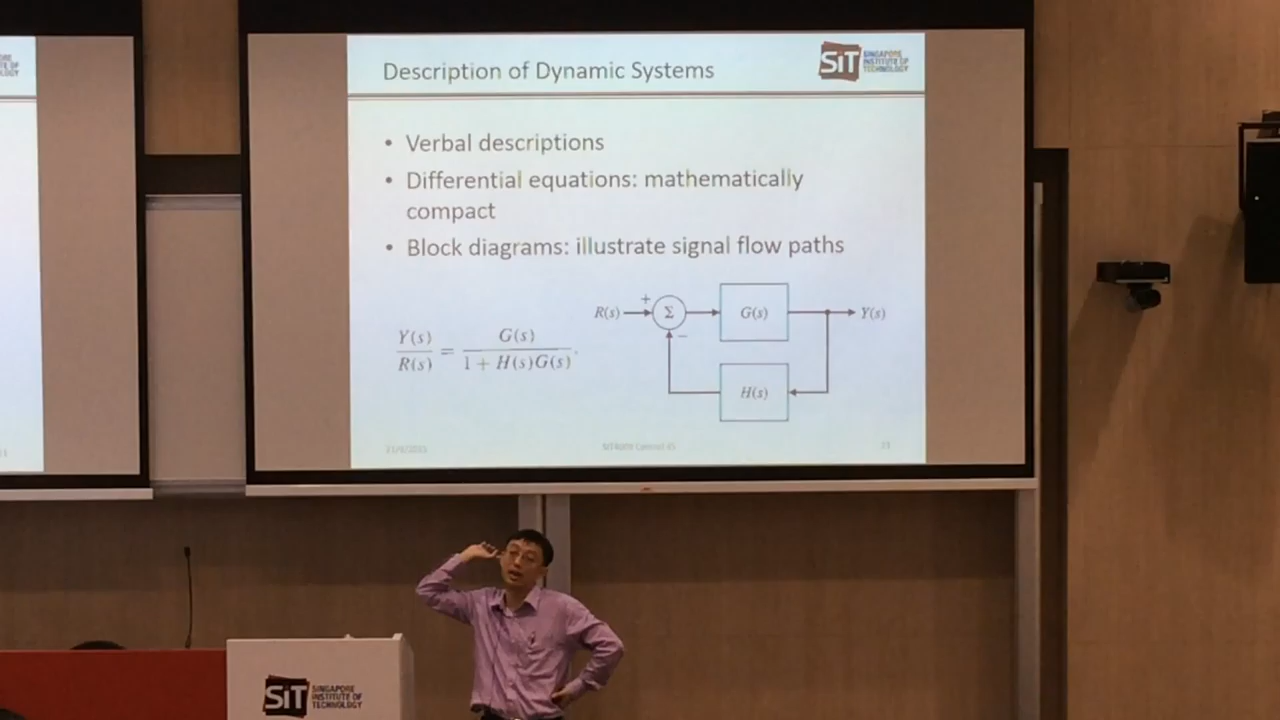 Description of Dynamic Systems
SiT SINGAPORE
INSTITUTE OF
TECHNOLOGY
• Verbal descriptions
• Differential equations: mathematically
compact
• Block diagrams: illustrate signal flow paths
Y(s)/R(s) = G(s)/(1 + H(s)G(s)).
R(s) + Σ − G(s) Y(s)
H(s)
SiT SINGAPORE
INSTITUTE OF
TECHNOLOGY